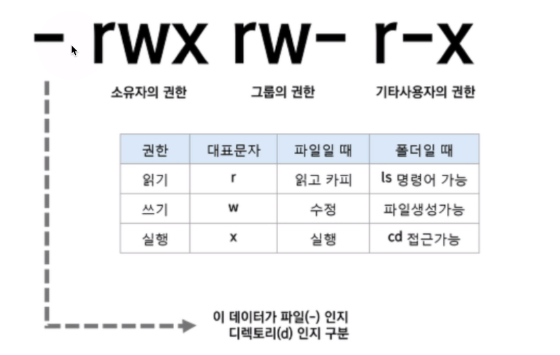 - rwx rw- r-x
소유자의 권한 그룹의 권한 기타사용자의 권한
권한 대표문자 파일일 때 폴더일 때
읽기 r 읽고 카피 ls 명령어 가능
쓰기 w 수정 파일생성가능
실행 x 실행 cd 접근가능
이 데이터가 파일(-) 인지
디렉토리(d) 인지 구분